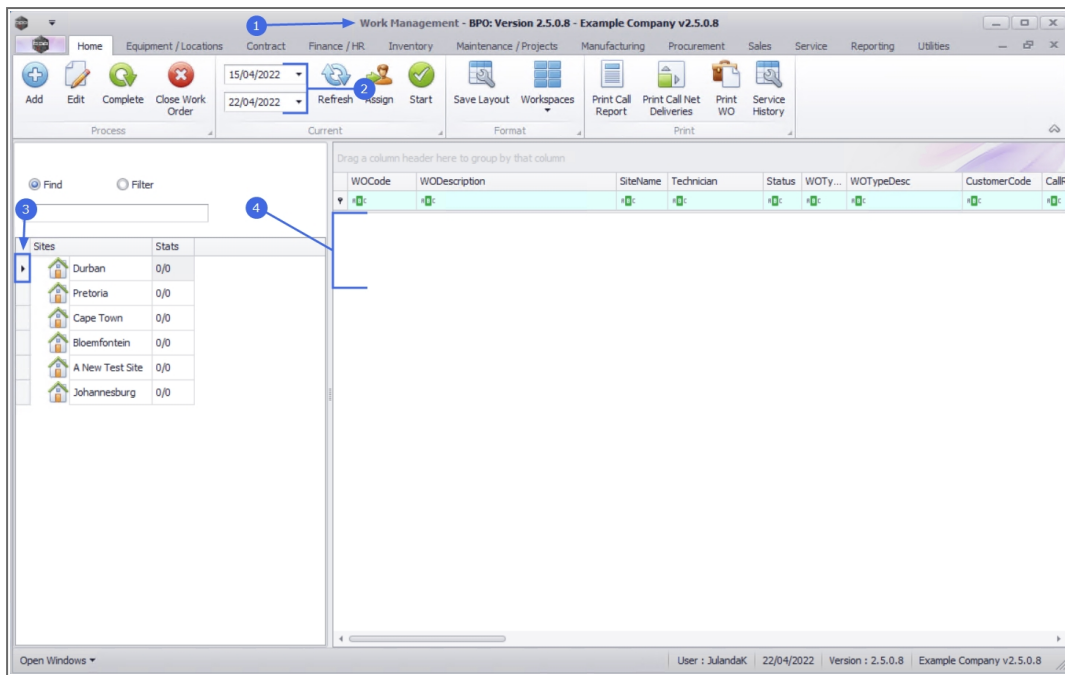 1
Work Management - BPO: Version 2.5.0.8 - Example Company v2.5.0.8
Home Equipment / Locations Contract Finance / HR Inventory Maintenance / Projects Manufacturing Procurement Sales Service Reporting Utilities
15/04/2022
22/04/2022
2
Add Edit Complete Close Work Order
Refresh Assign Start Save Layout Workspaces
Print Call Report Print Call Net Deliveries Print WO Service History
Process Current Format Print
Drag a column header here to group by that column
Find Filter
WOCode WODescription SiteName Technician Status WOTy... WOTypeDesc CustomerCode CallR
3
4
Sites Stats
Durban 0/0
Pretoria 0/0
Cape Town 0/0
Bloemfontein 0/0
A New Test Site 0/0
Johannesburg 0/0
Open Windows User : JulandaK 22/04/2022 Version : 2.5.0.8 Example Company v2.5.0.8